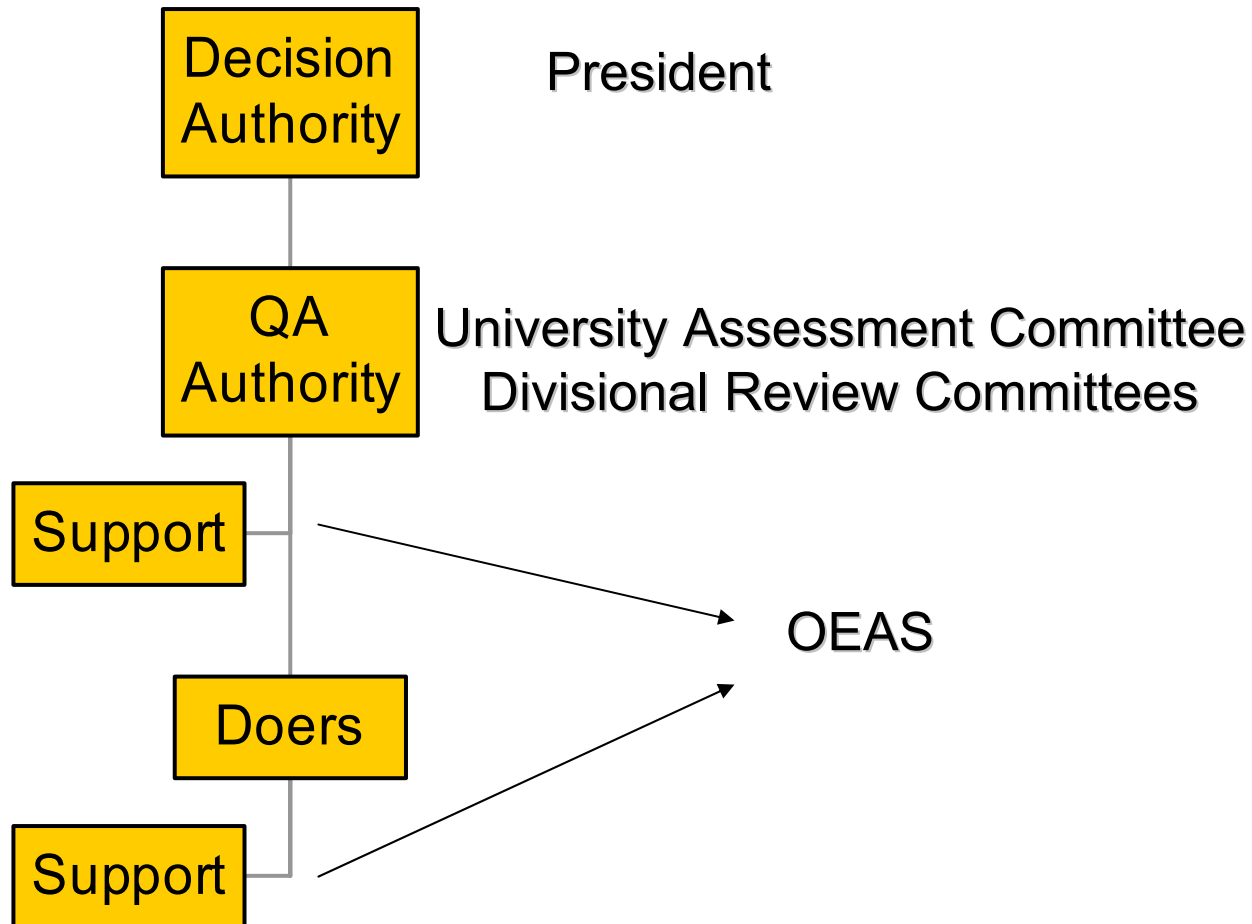 Decision
Authority
President
QA
Authority
University Assessment Committee
Divisional Review Committees
Support
OEAS
Doers
Support